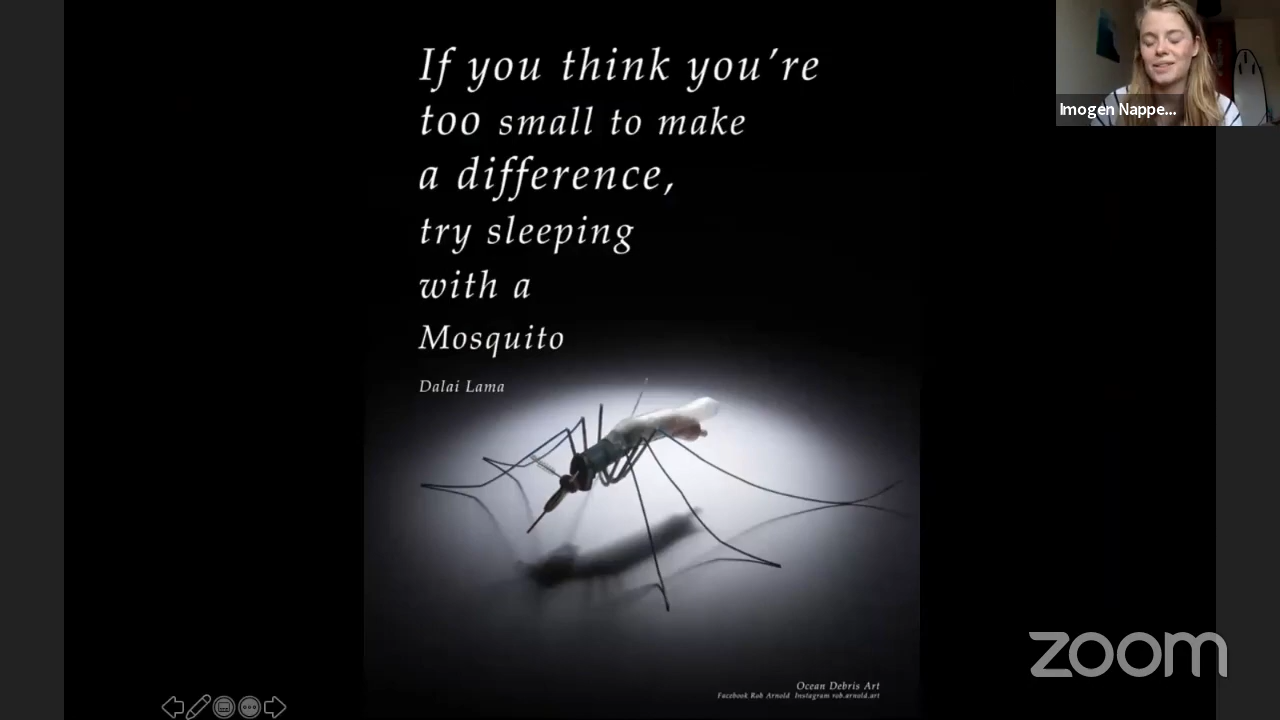 If you think you're
too small to make
a difference,
try sleeping
with a
Mosquito
Dalai Lama
Imogen Nappe...
Ocean Debris Art
Facebook Rob Arnold Instagram rob.arnold.art
zoom